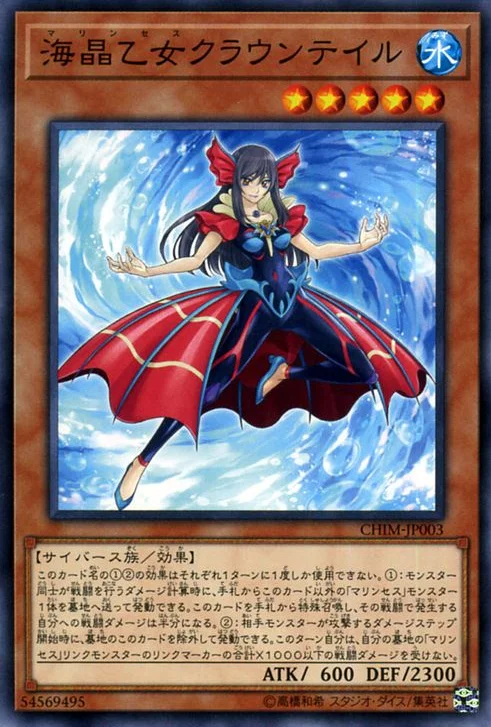 マリンセス
海晶乙女クラウンテイル
みず
水
CHIM-JP003
【サイバース族／効果】
このカード名の①②の効果はそれぞれ1ターンに1度しか使用できない。①：モンスター
同士が戦闘を行うダメージ計算時に、手札からこのカード以外の「マリンセス」モンスター
1体を墓地へ送って発動できる。このカードを手札から特殊召喚し、その戦闘で発生する
自分への戦闘ダメージは半分になる。②：相手モンスターが攻撃するダメージステップ
開始時に、墓地のこのカードを除外して発動できる。このターン自分は、自分の墓地の「マリン
セス」リンクモンスターのリンクマーカーの合計×1000以下の戦闘ダメージを受けない。
ATK/ 600 DEF/2300
54569495
©高橋和希 スタジオ・ダイス/集英社